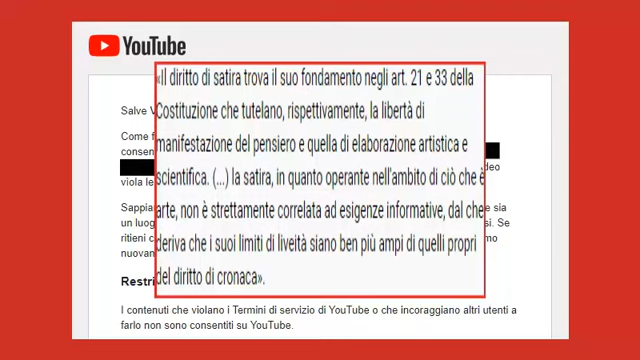 YouTube
«Il diritto di satira trova il suo fondamento negli art. 21 e 33 della
Costituzione che tutelano, rispettivamente, la libertà di
manifestazione del pensiero e quella di elaborazione artistica e
scientifica. (...) la satira, in quanto operante nell'ambito di ciò che è
arte, non è strettamente correlata ad esigenze informative, dal che
deriva che i suoi limiti di liveità siano ben più ampi di quelli propri
del diritto di cronaca».
Salve
Come
viola
Sappia sia
un si. Se
ritieni
Restri
I contenuti che violano i Termini di servizio di YouTube o che incoraggiano altri utenti a
farlo non sono consentiti su YouTube.